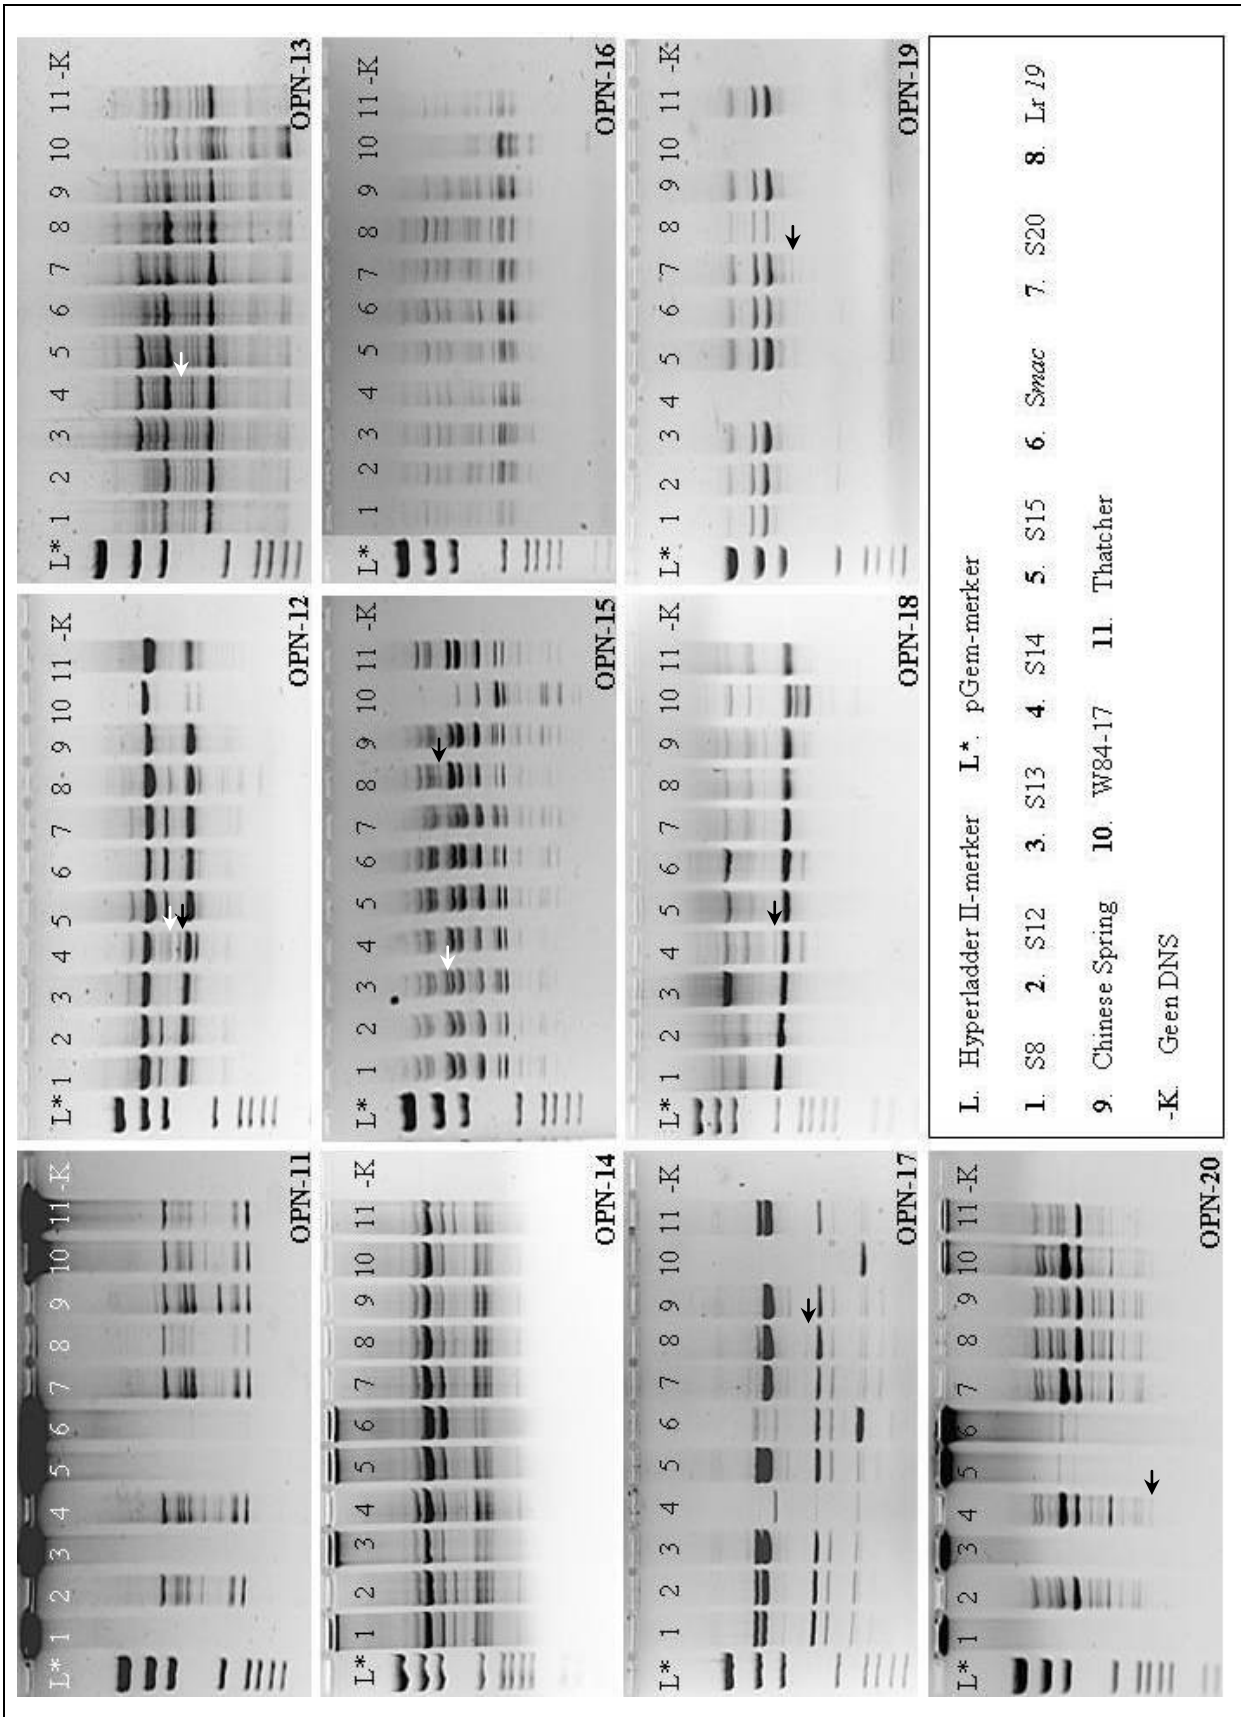 L* 1 2 3 4 5 6 7 8 9 10 11 -K
OPN-11
L* 1 2 3 4 5 6 7 8 9 10 11 -K
OPN-12
L* 1 2 3 4 5 6 7 8 9 10 11 -K
OPN-13
L* 1 2 3 4 5 6 7 8 9 10 11 -K
OPN-14
L* 1 2 3 4 5 6 7 8 9 10 11 -K
OPN-15
L* 1 2 3 4 5 6 7 8 9 10 11 -K
OPN-16
L* 1 2 3 4 5 6 7 8 9 10 11 -K
OPN-17
L* 1 2 3 4 5 6 7 8 9 10 11 -K
OPN-18
L* 1 2 3 4 5 6 7 8 9 10 11 -K
OPN-19
L* 1 2 3 4 5 6 7 8 9 10 11 -K
OPN-20
L. Hyperladder II-merker L*. pGem-merker
1. S8 2. S12 3. S13 4. S14 5. S15 6. Smac 7. S20 8. Lr 19
9. Chinese Spring 10. W84-17 11. Thatcher
-K. Geen DNS